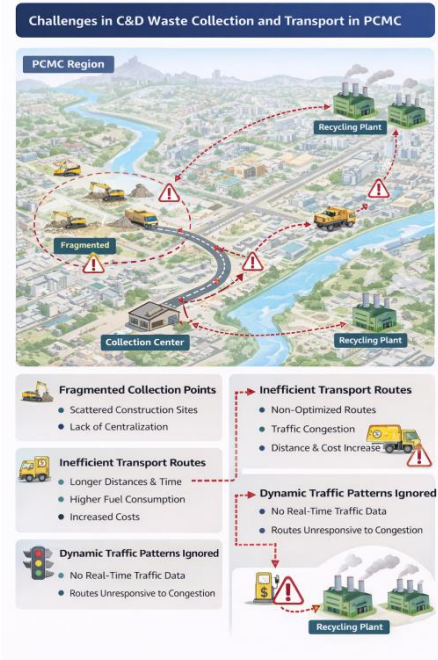 Challenges in C&D Waste Collection and Transport in PCMC
PCMC Region
Recycling Plant
Fragmented
Collection Center
Recycling Plant
Fragmented Collection Points
Scattered Construction Sites
Lack of Centralization
Inefficient Transport Routes
Longer Distances & Time
Higher Fuel Consumption
Increased Costs
Dynamic Traffic Patterns Ignored
No Real-Time Traffic Data
Routes Unresponsive to Congestion
Inefficient Transport Routes
Non-Optimized Routes
Traffic Congestion
Distance & Cost Increase
Dynamic Traffic Patterns Ignored
No Real-Time Traffic Data
Routes Unresponsive to Congestion
$
Recycling Plant